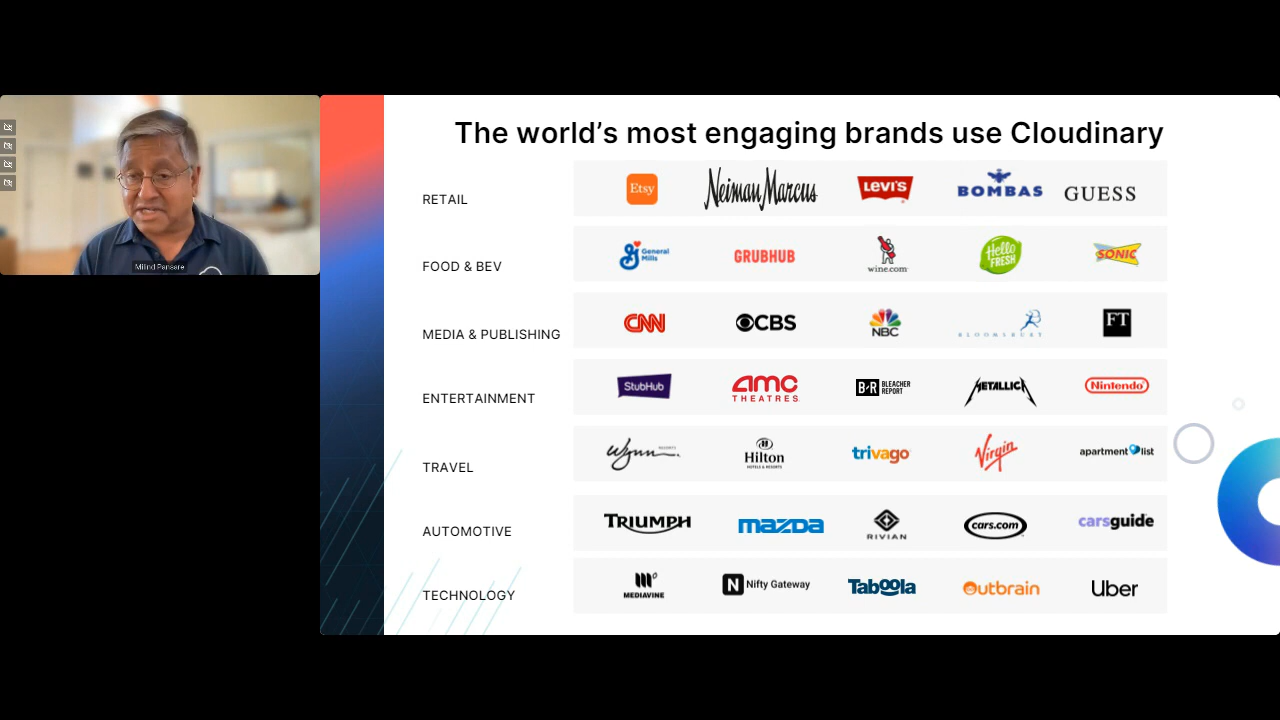 Milind Pansare
The world's most engaging brands use Cloudinary
RETAIL
Etsy
Neiman Marcus
LEVI'S
BOMBAS
GUESS
FOOD & BEV
General Mills
GRUBHUB
wine.com
Hello FRESH
SONIC
MEDIA & PUBLISHING
CNN
CBS
NBC
BLOOMSBURY
FT
ENTERTAINMENT
StubHub
amc THEATRES
B/R BLEACHER REPORT
METALLICA
Nintendo
TRAVEL
Wynn RESORTS
Hilton HOTELS & RESORTS
trivago
Virgin
apartment list
AUTOMOTIVE
TRIUMPH
mazda
RIVIAN
cars.com
carsguide
TECHNOLOGY
MEDIAVINE
N Nifty Gateway
Taboola
Outbrain
Uber